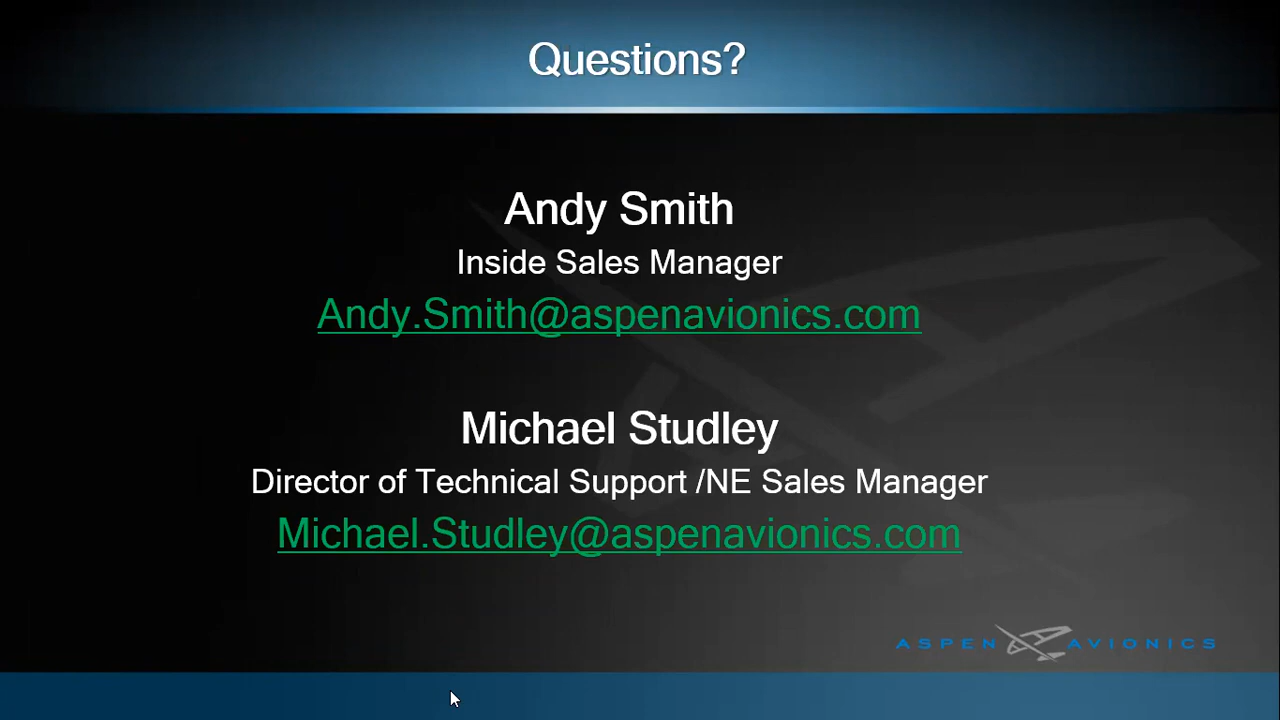 Questions?
Andy Smith
Inside Sales Manager
Andy.Smith@aspenavionics.com
Michael Studley
Director of Technical Support /NE Sales Manager
Michael.Studley@aspenavionics.com
ASPEN AVIONICS